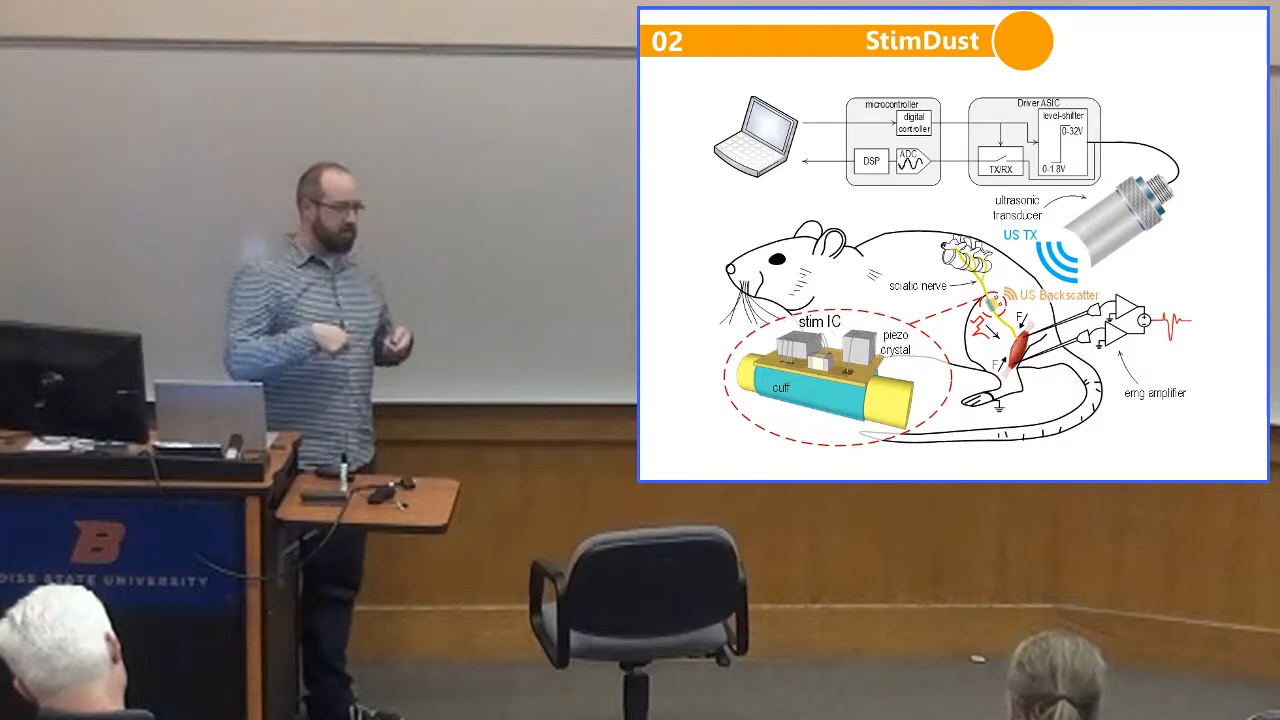 02
StimDust
microcontroller
digital
controller
DSP
ADC
Driver ASIC
level-shifter
0-32V
0-1.8V
TX/RX
ultrasonic
transducer
US TX
sciatic nerve
US Backscatter
stim IC
piezo
crystal
cuff
F
F
emg amplifier
B
OISE STATE UNIVERSITY